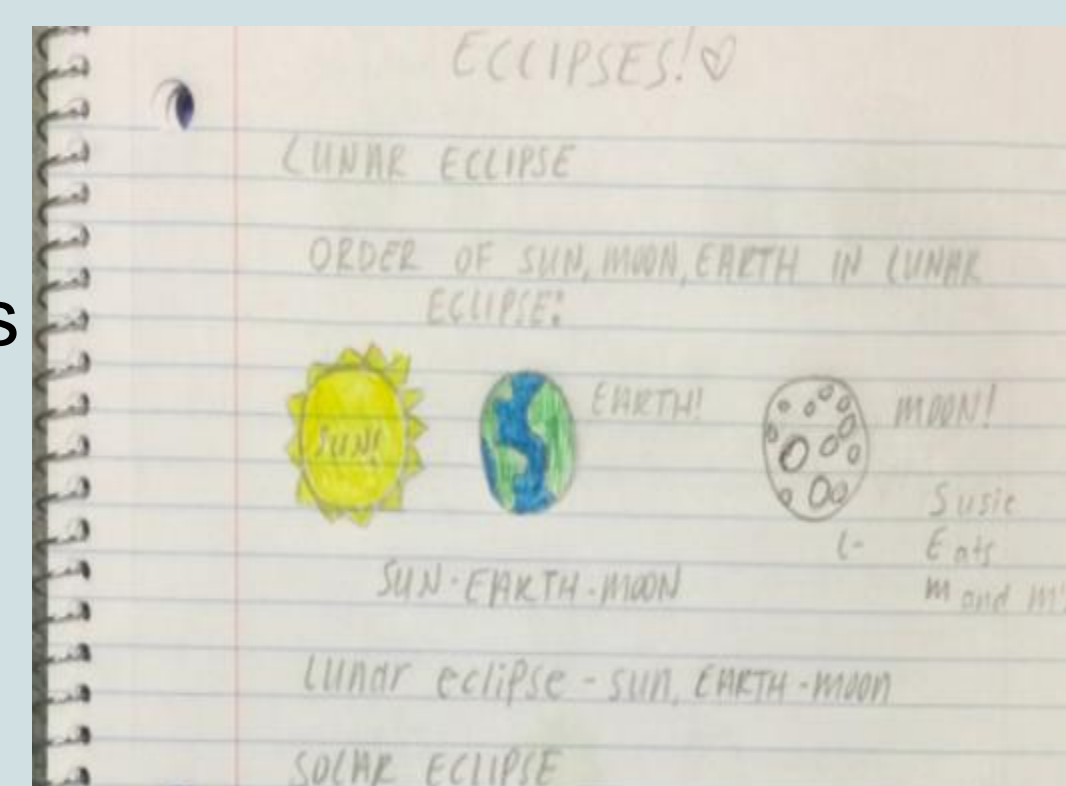 ECLIPSES!♡
LUNAR ECLIPSE
ORDER OF SUN, MOON, EARTH IN LUNAR
ECLIPSE:
SUN!
EARTH!
MOON!
Susie
L- Eats
M and M'
SUN-EARTH-MOON
Lunar eclipse - sun, EARTH-moon
SOLAR ECLIPSE
s